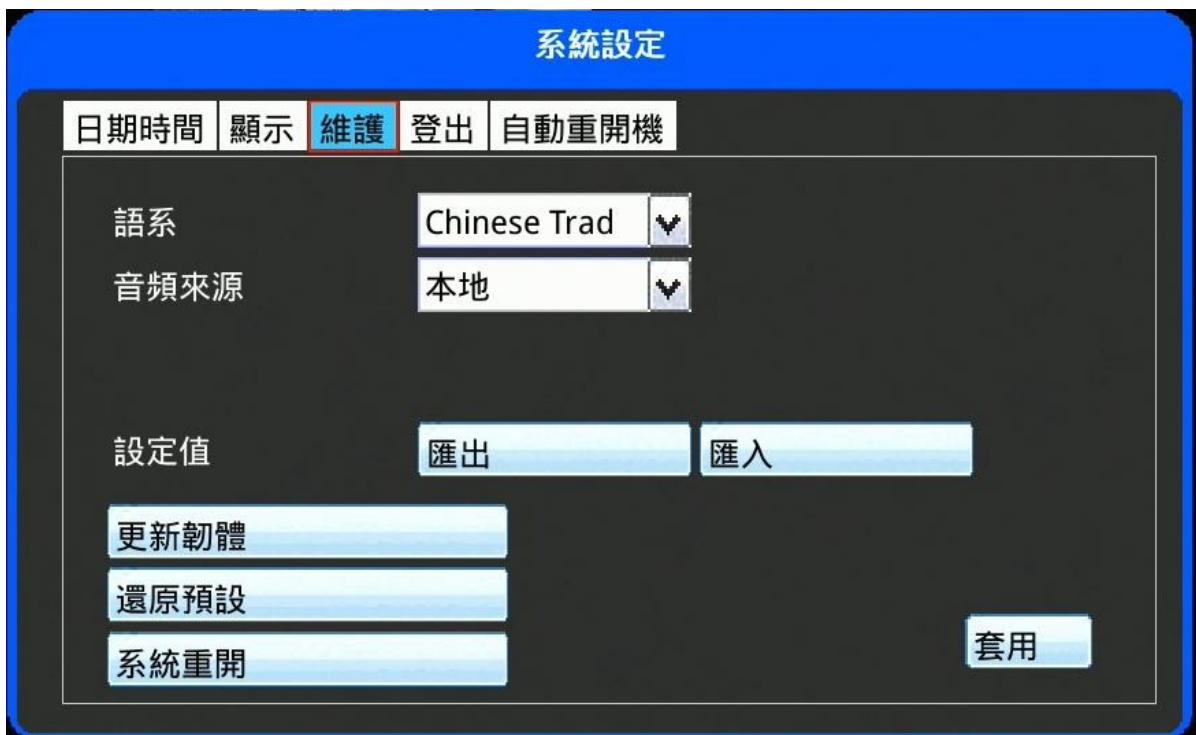 系統設定
日期時間 顯示 維護 登出 自動重開機
語系 Chinese Trad
音頻來源 本地
設定值 匯出 匯入
更新韌體
還原預設
系統重開
套用